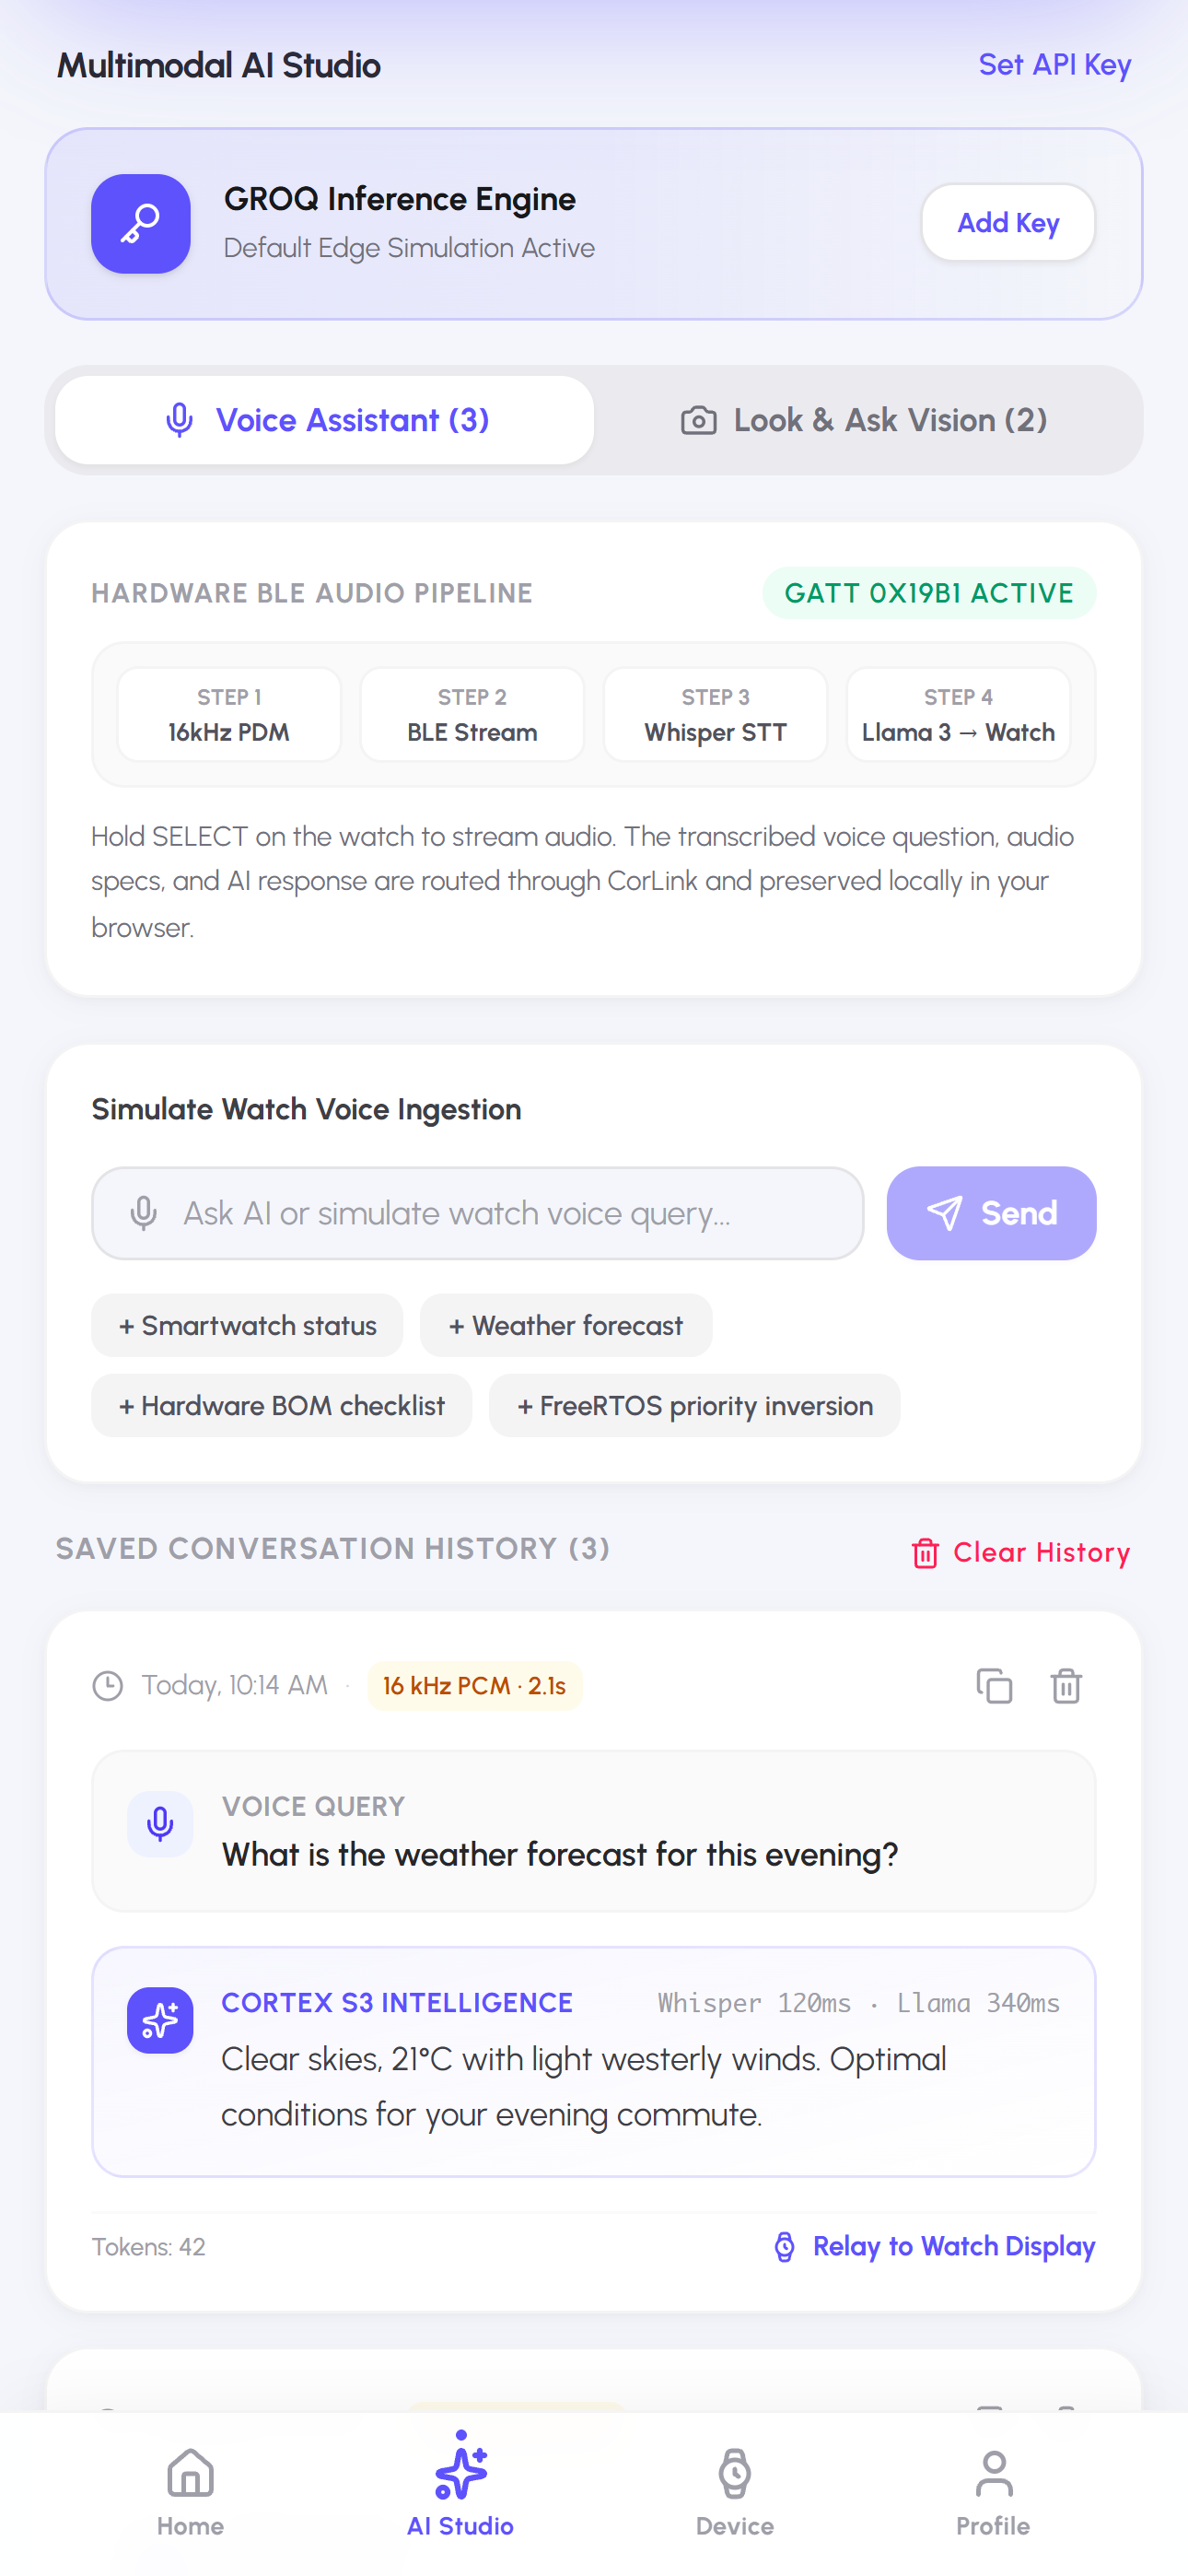 Multimodal AI Studio
Set API Key
GROQ Inference Engine
Default Edge Simulation Active
Add Key
Voice Assistant (3)
Look & Ask Vision (2)
HARDWARE BLE AUDIO PIPELINE
GATT 0X19B1 ACTIVE
STEP 1
16kHz PDM
STEP 2
BLE Stream
STEP 3
Whisper STT
STEP 4
Llama 3 → Watch
Hold SELECT on the watch to stream audio. The transcribed voice question, audio
specs, and AI response are routed through CorLink and preserved locally in your
browser.
Simulate Watch Voice Ingestion
Ask AI or simulate watch voice query...
Send
+ Smartwatch status
+ Weather forecast
+ Hardware BOM checklist
+ FreeRTOS priority inversion
SAVED CONVERSATION HISTORY (3)
Clear History
Today, 10:14 AM ·
16 kHz PCM · 2.1s
VOICE QUERY
What is the weather forecast for this evening?
CORTEX S3 INTELLIGENCE
Whisper 120ms · Llama 340ms
Clear skies, 21°C with light westerly winds. Optimal
conditions for your evening commute.
Tokens: 42
Relay to Watch Display
Home
AI Studio
Device
Profile